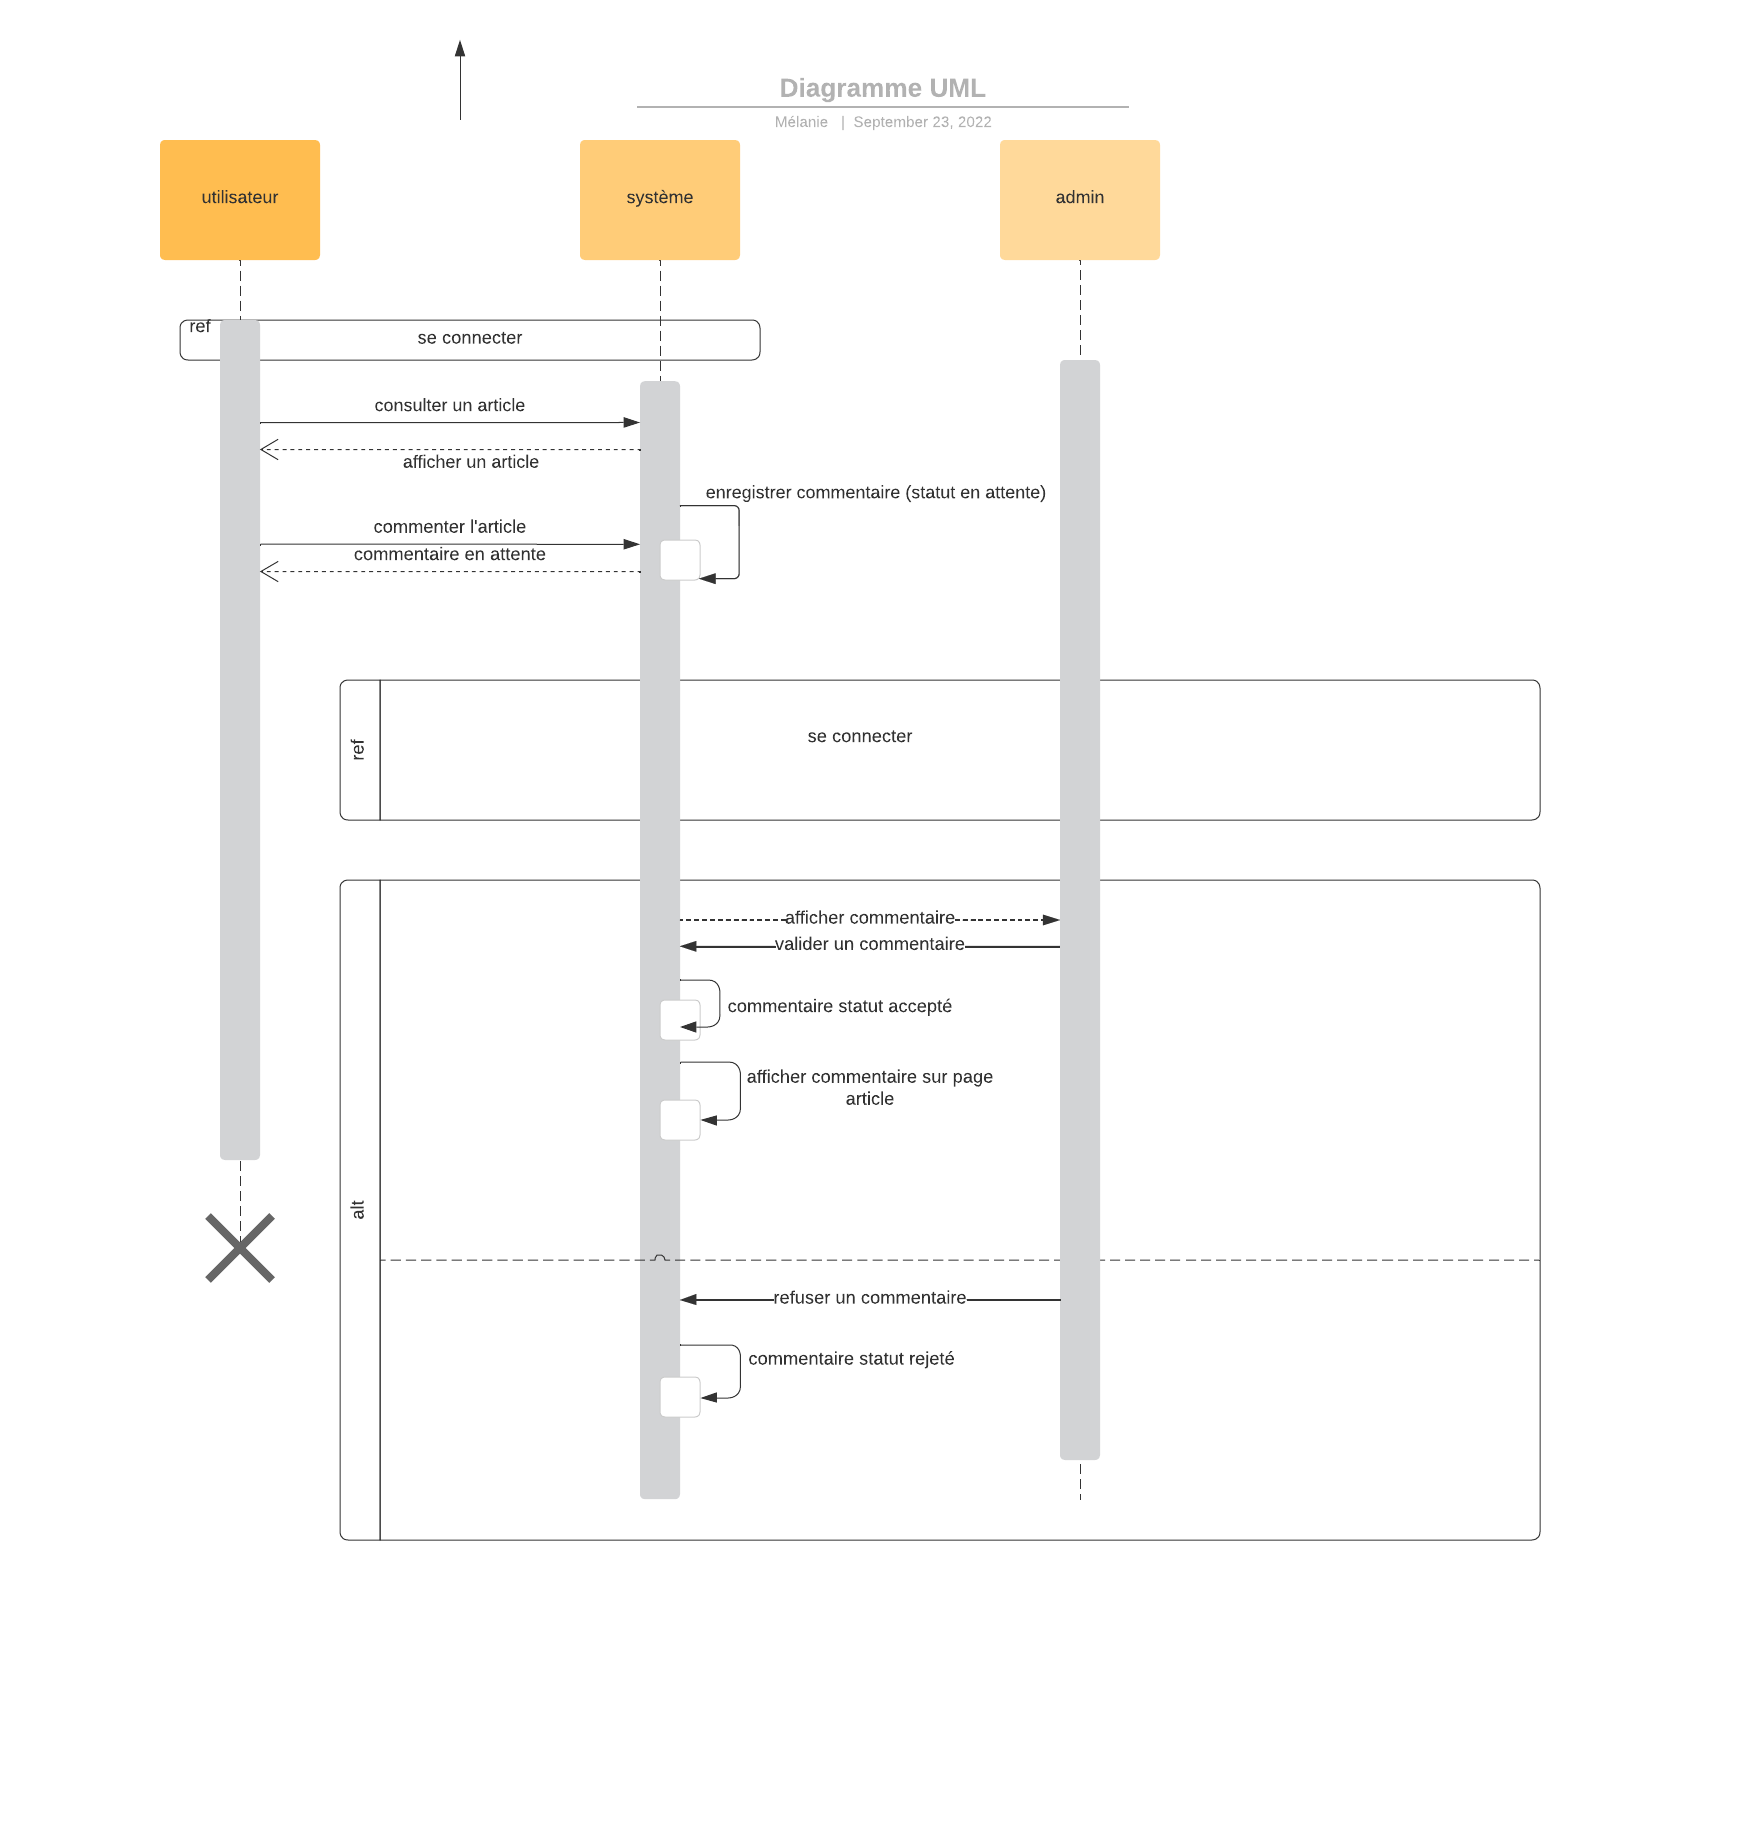 Diagramme UML
Mélanie | September 23, 2022
utilisateur
système
admin
ref
se connecter
consulter un article
afficher un article
enregistrer commentaire (statut en attente)
commenter l'article
commentaire en attente
ref
se connecter
alt
afficher commentaire
valider un commentaire
commentaire statut accepté
afficher commentaire sur page
article
refuser un commentaire
commentaire statut rejeté